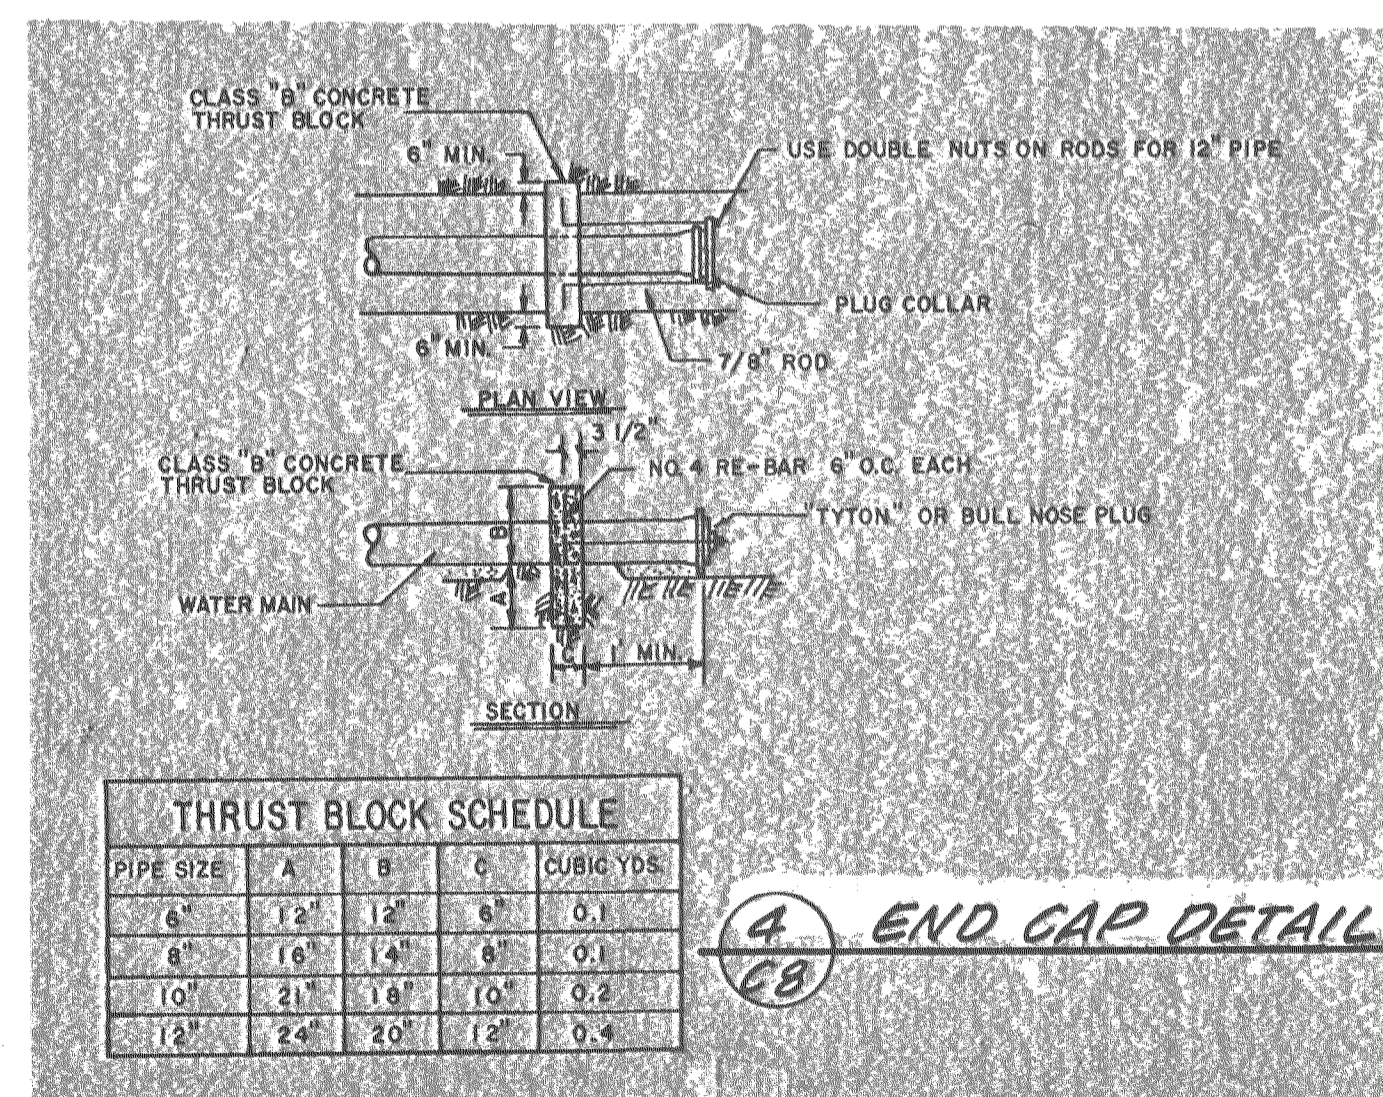 CLASS "B" CONCRETE
THRUST BLOCK
6" MIN.
USE DOUBLE NUTS ON RODS FOR 12" PIPE
PLUG COLLAR
6" MIN.
7/8" ROD
PLAN VIEW
3 1/2"
CLASS "B" CONCRETE
THRUST BLOCK
NO. 4 RE-BAR 6" O.C. EACH
"TYTON" OR BULL NOSE PLUG
B
A
WATER MAIN
C
1' MIN.
SECTION
THRUST BLOCK SCHEDULE
PIPE SIZE A B C CUBIC YDS.
6" 12" 12" 6" 0.1
8" 16" 14" 8" 0.1
10" 21" 18" 10" 0.2
12" 24" 20" 12" 0.4
4
C8
END CAP DETAIL